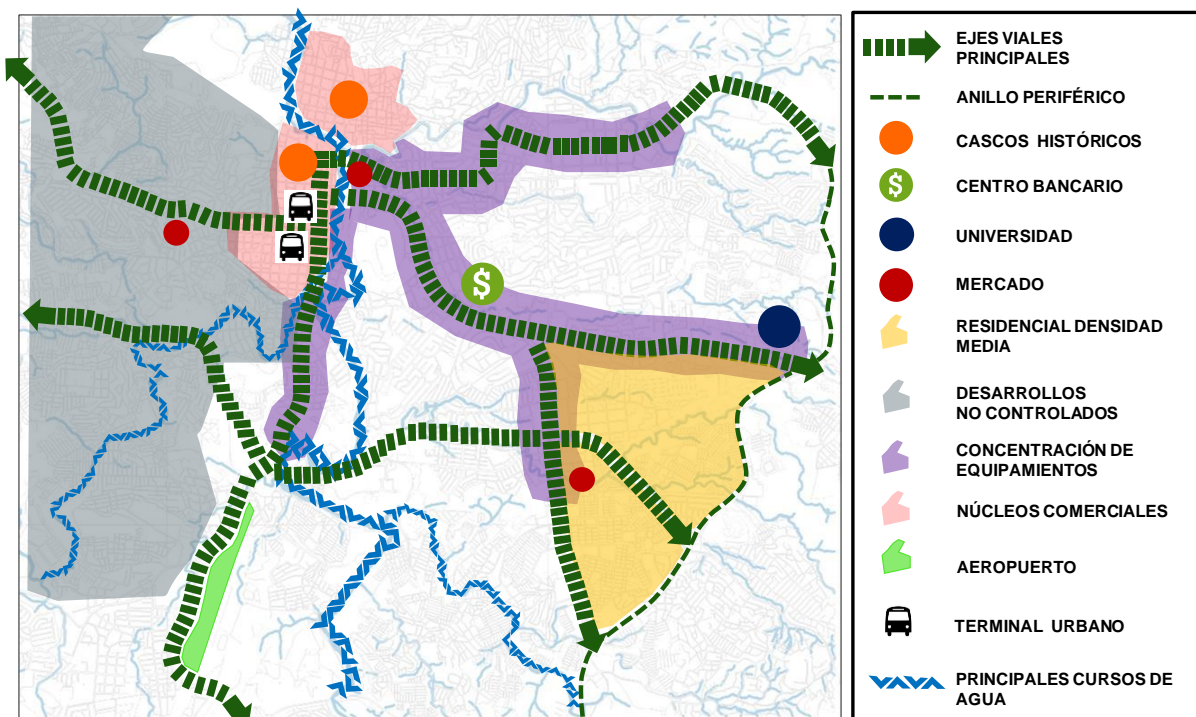 EJES VIALES
PRINCIPALES
ANILLO PERIFÉRICO
CASCOS HISTÓRICOS
$
CENTRO BANCARIO
UNIVERSIDAD
MERCADO
$
RESIDENCIAL DENSIDAD
MEDIA
DESARROLLOS
NO CONTROLADOS
CONCENTRACIÓN DE
EQUIPAMIENTOS
NÚCLEOS COMERCIALES
AEROPUERTO
TERMINAL URBANO
PRINCIPALES CURSOS DE
AGUA